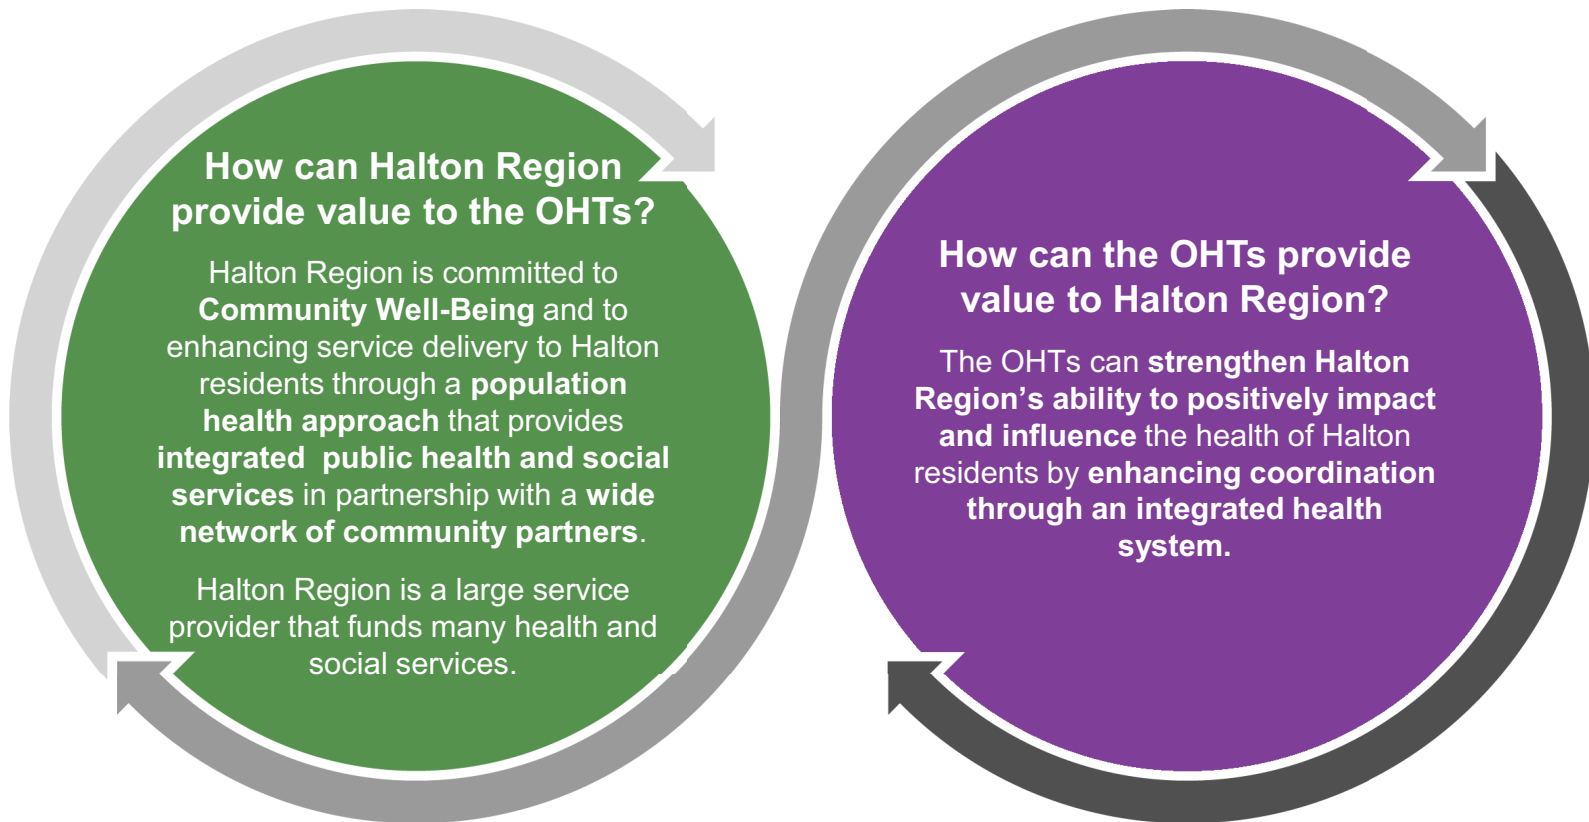 How can Halton Region
provide value to the OHTs?
Halton Region is committed to
Community Well-Being and to
enhancing service delivery to Halton
residents through a population
health approach that provides
integrated  public health and social
services in partnership with a wide
network of community partners.
Halton Region is a large service
provider that funds many health and
social services.
How can the OHTs provide
value to Halton Region?
The OHTs can strengthen Halton
Region’s ability to positively impact
and influence the health of Halton
residents by enhancing coordination
through an integrated health
system.